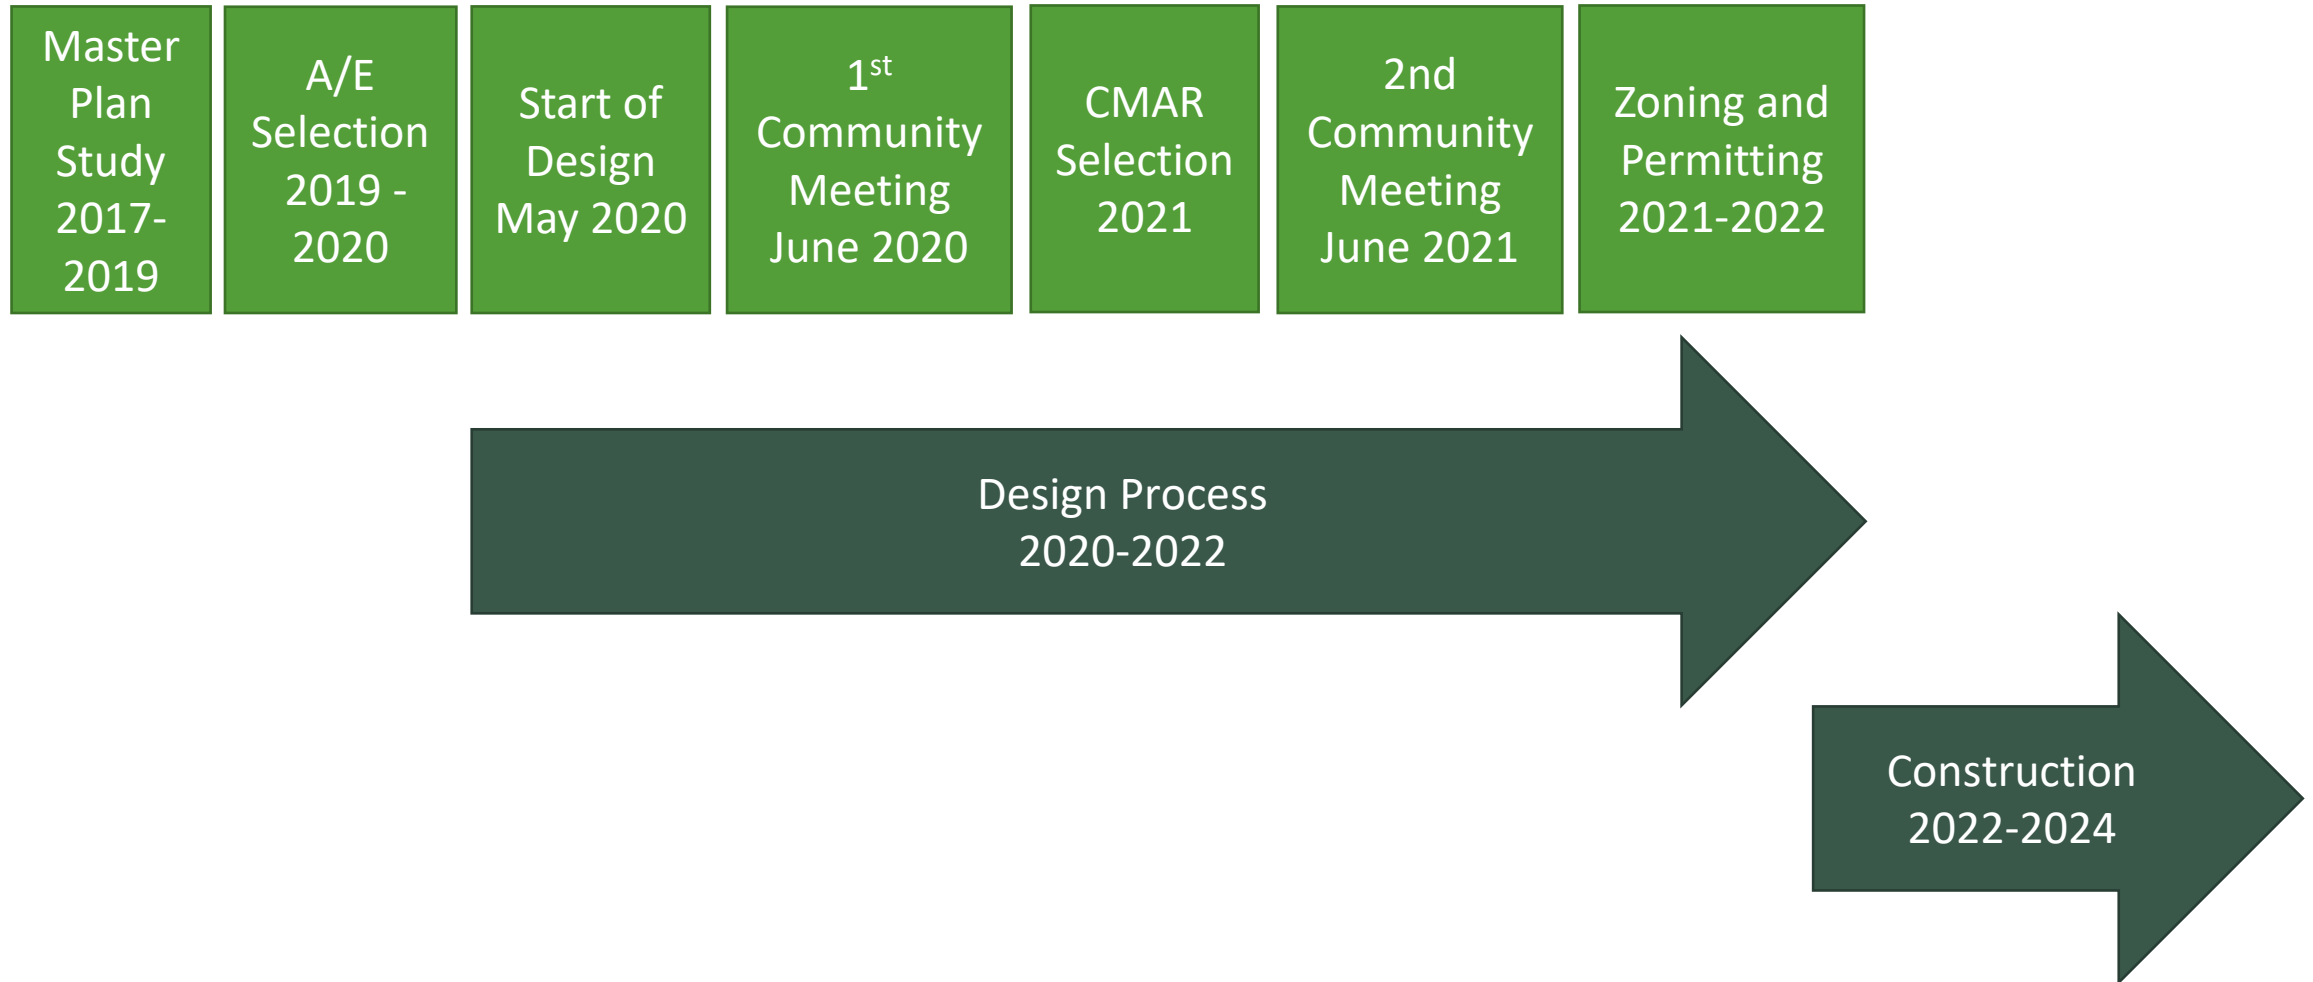 Master
Plan
Study
2017-
2019
A/E
Selection
2019 -
2020
Start of
Design
May 2020
1st
Community
Meeting
June 2020
CMAR
Selection
2021
2nd
Community
Meeting
June 2021
Zoning and
Permitting
2021-2022
Design Process
2020-2022
Construction
2022-2024